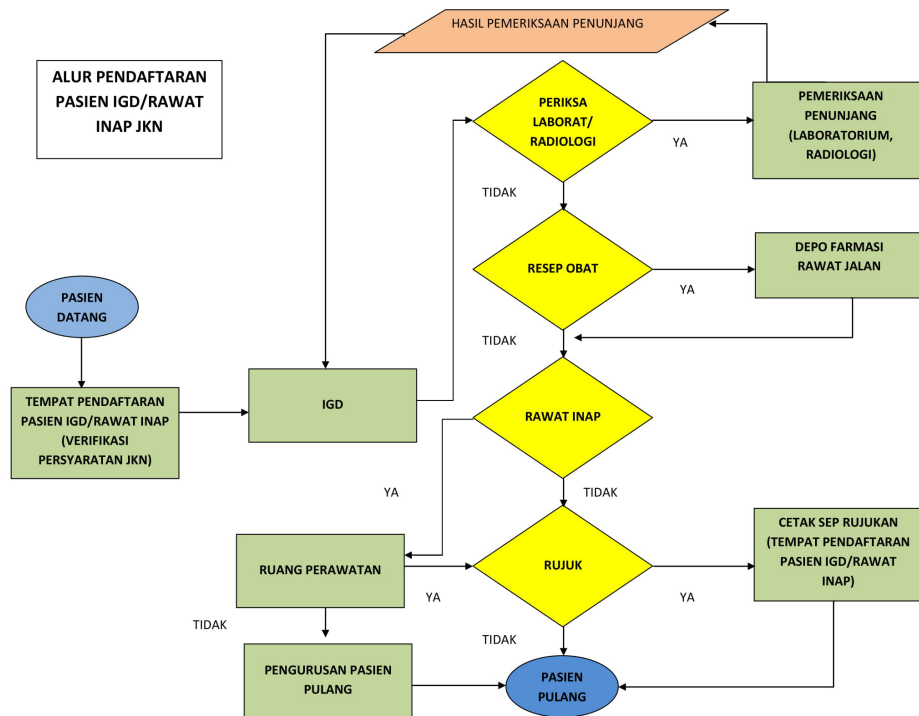 HASIL PEMERIKSAAN PENUNJANG
ALUR PENDAFTARAN
PASIEN IGD/RAWAT
INAP JKN
PERIKSA
LABORAT/
RADIOLOGI
YA
PEMERIKSAAN
PENUNJANG
(LABORATORIUM,
RADIOLOGI)
TIDAK
RESEP OBAT
YA
DEPO FARMASI
RAWAT JALAN
PASIEN
DATANG
TIDAK
TEMPAT PENDAFTARAN
PASIEN IGD/RAWAT INAP
(VERIFIKASI
PERSYARATAN JKN)
IGD
RAWAT INAP
YA
TIDAK
RUANG PERAWATAN
YA
RUJUK
YA
CETAK SEP RUJUKAN
(TEMPAT PENDAFTARAN
PASIEN IGD/RAWAT
INAP)
TIDAK
TIDAK
PENGURUSAN PASIEN
PULANG
PASIEN
PULANG